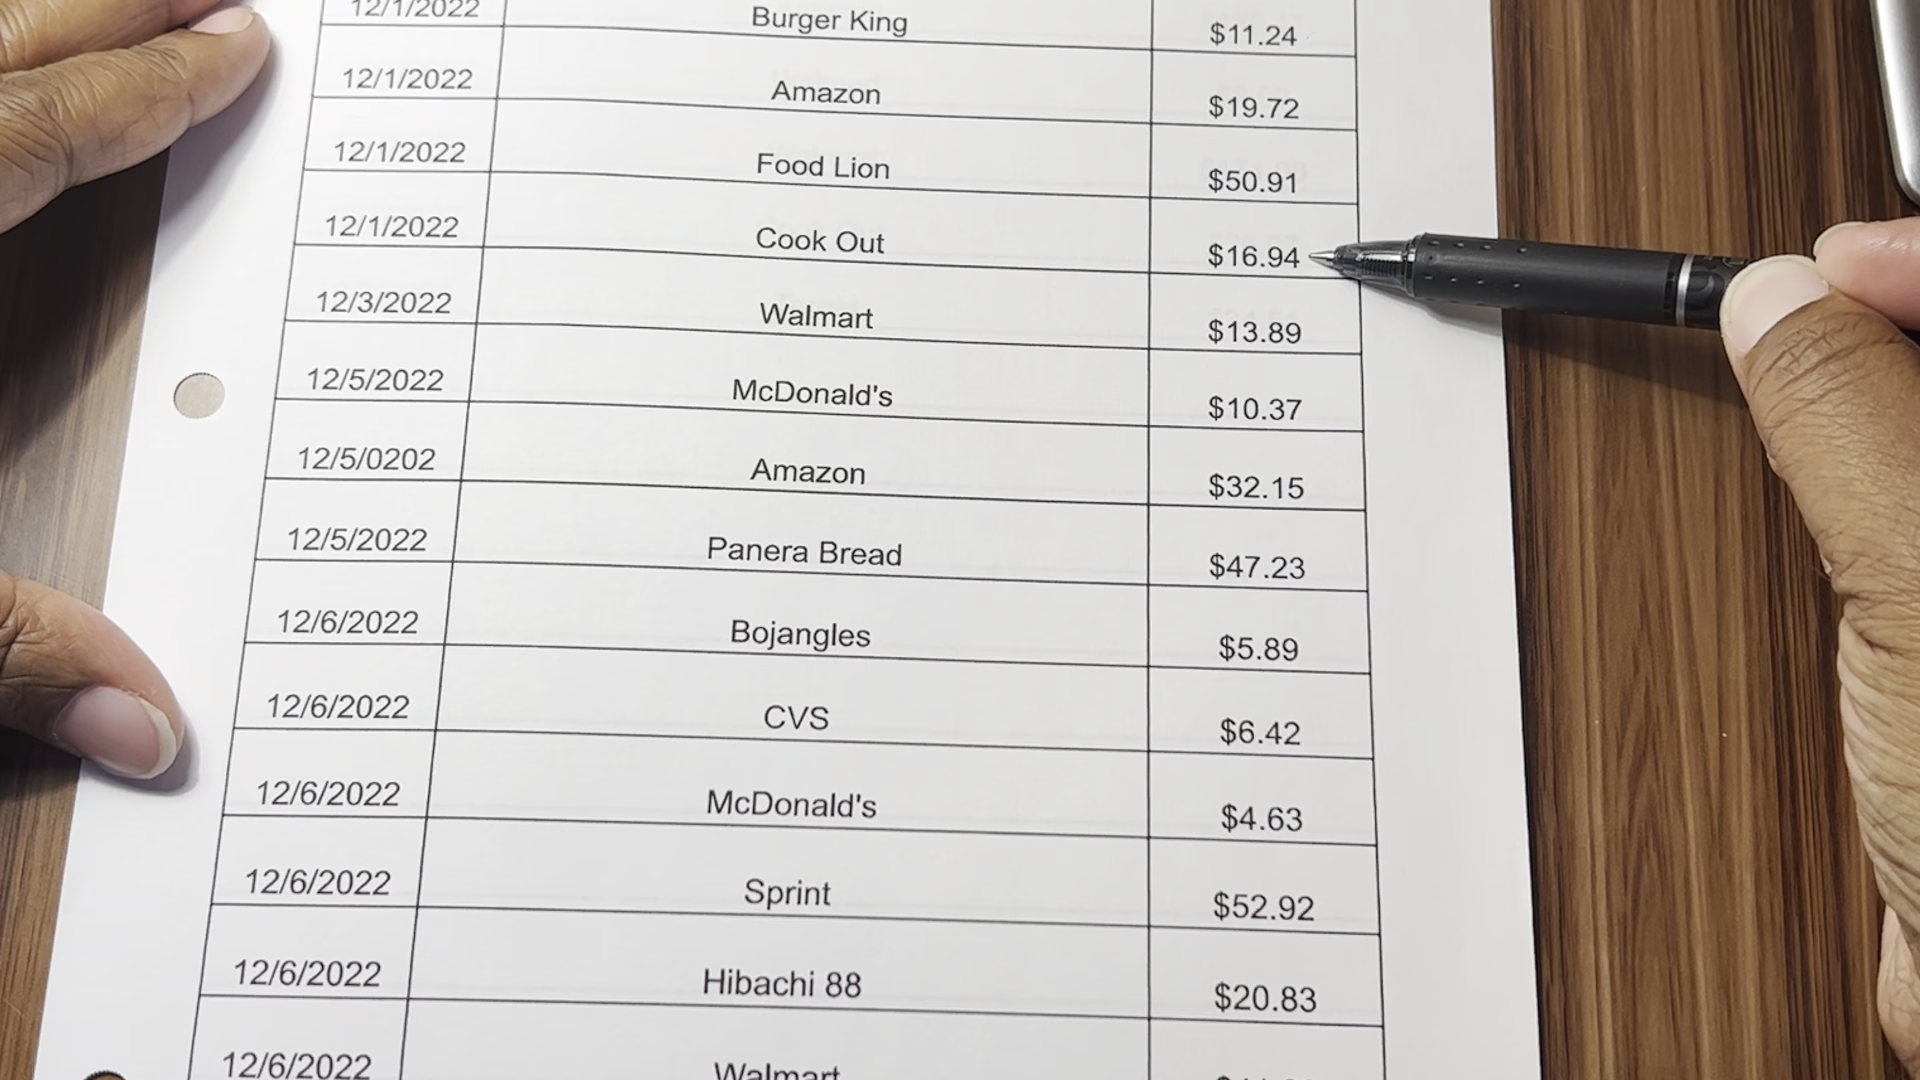 12/1/2022 Burger King $11.24
12/1/2022 Amazon $19.72
12/1/2022 Food Lion $50.91
12/1/2022 Cook Out $16.94
12/3/2022 Walmart $13.89
12/5/2022 McDonald's $10.37
12/5/0202 Amazon $32.15
12/5/2022 Panera Bread $47.23
12/6/2022 Bojangles $5.89
12/6/2022 CVS $6.42
12/6/2022 McDonald's $4.63
12/6/2022 Sprint $52.92
12/6/2022 Hibachi 88 $20.83
12/6/2022 Walmart